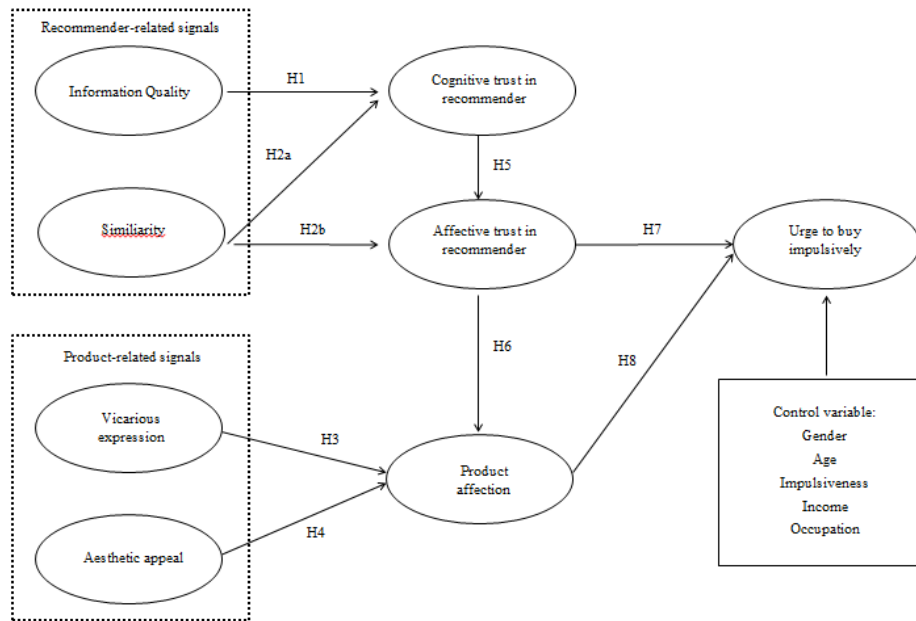 Recommender-related signals
Information Quality
H1
Cognitive trust in
recommender
H2a
H5
Similiarity
H2b
Affective trust in
recommender
H7
Urge to buy
impulsively
Product-related signals
H6
H8
Vicarious
expression
H3
Product
affection
Aesthetic appeal
H4
Control variable:
Gender
Age
Impulsiveness
Income
Occupation